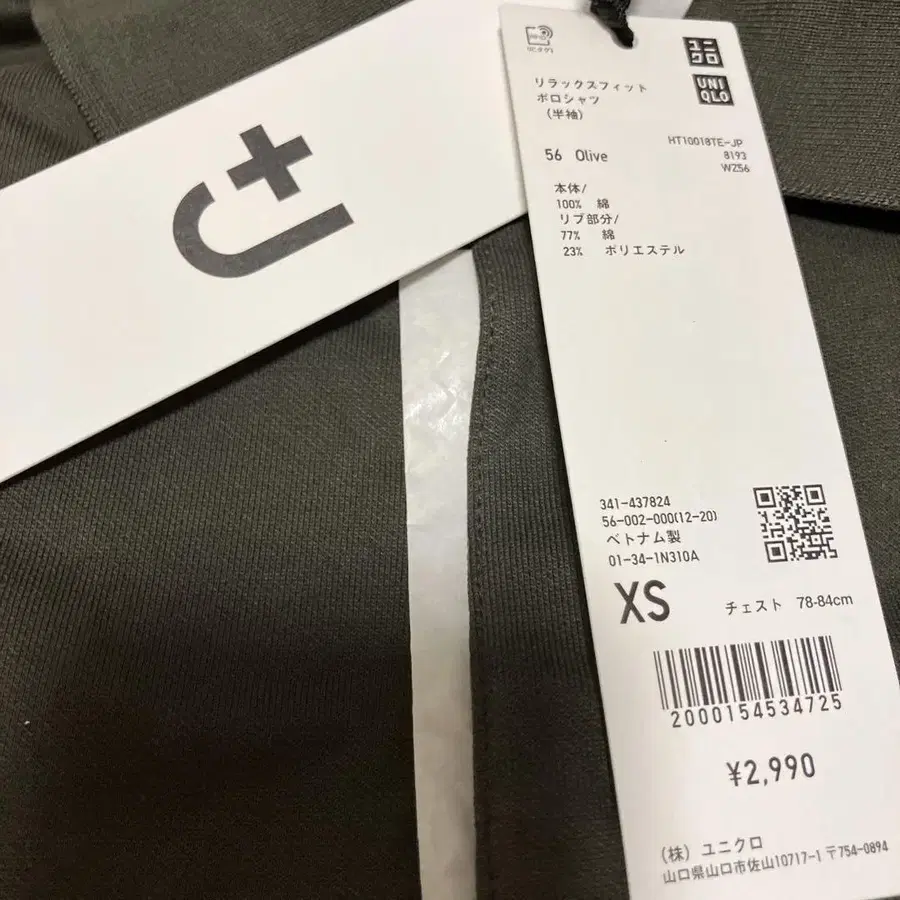 U+
ユニクロ
UNI
QLO
リラックスフィット
ポロシャツ
(半袖)
HT10018TE-JP
56 Olive
8193
WZ56
本体/
100% 綿
リブ部分/
77% 綿
23% ポリエステル
341-437824
56-002-000(12-20)
ベトナム製
01-34-1N310A
XS チェスト 78-84cm
2000154534725
¥2,990
(株) ユニクロ
山口県山口市佐山10717-1 〒754-0894